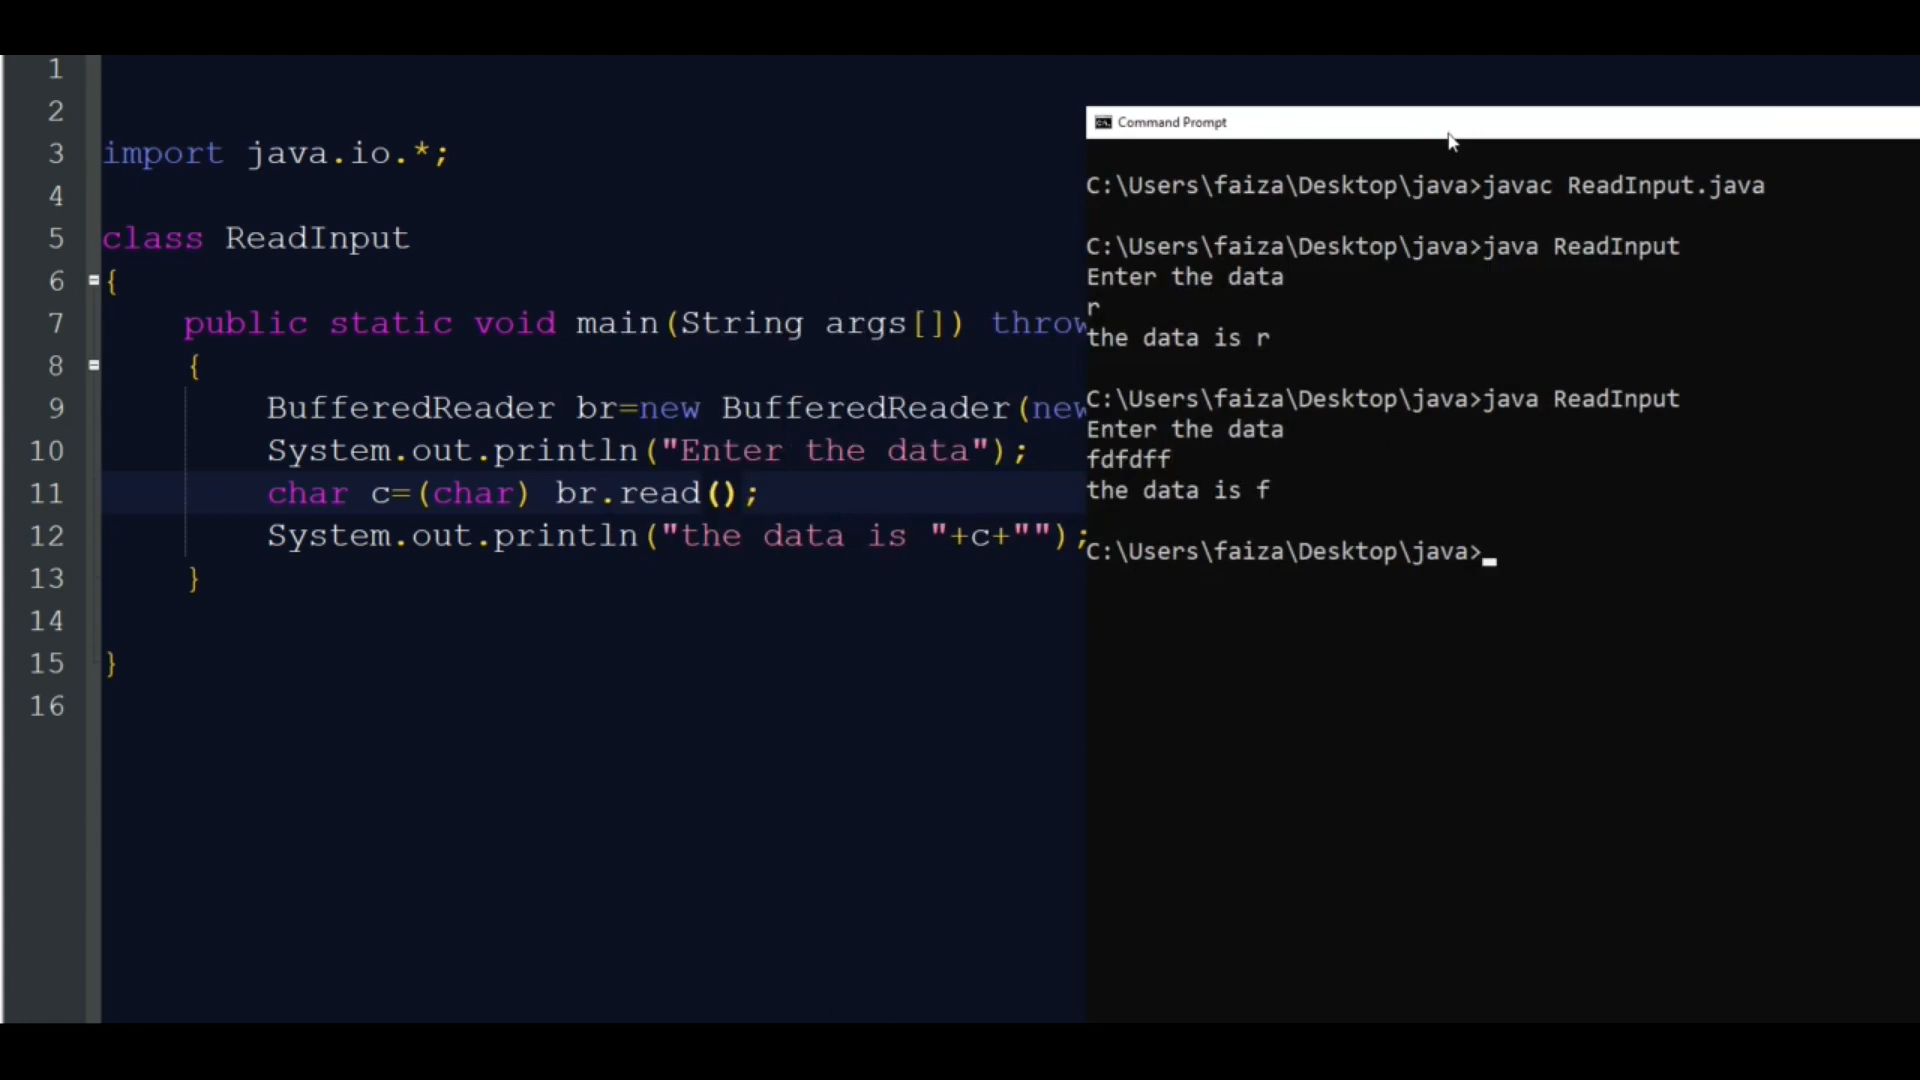 1
2
3 import java.io.*;
4
5 class ReadInput
6 {
7 public static void main(String args[]) throw
8 {
9 BufferedReader br=new BufferedReader(new
10 System.out.println("Enter the data");
11 char c=(char) br.read();
12 System.out.println("the data is "+c+"");
13 }
14
15 }
16
Command Prompt
C:\Users\faiza\Desktop\java>javac ReadInput.java
C:\Users\faiza\Desktop\java>java ReadInput
Enter the data
r
the data is r
C:\Users\faiza\Desktop\java>java ReadInput
Enter the data
fdfdff
the data is f
C:\Users\faiza\Desktop\java>